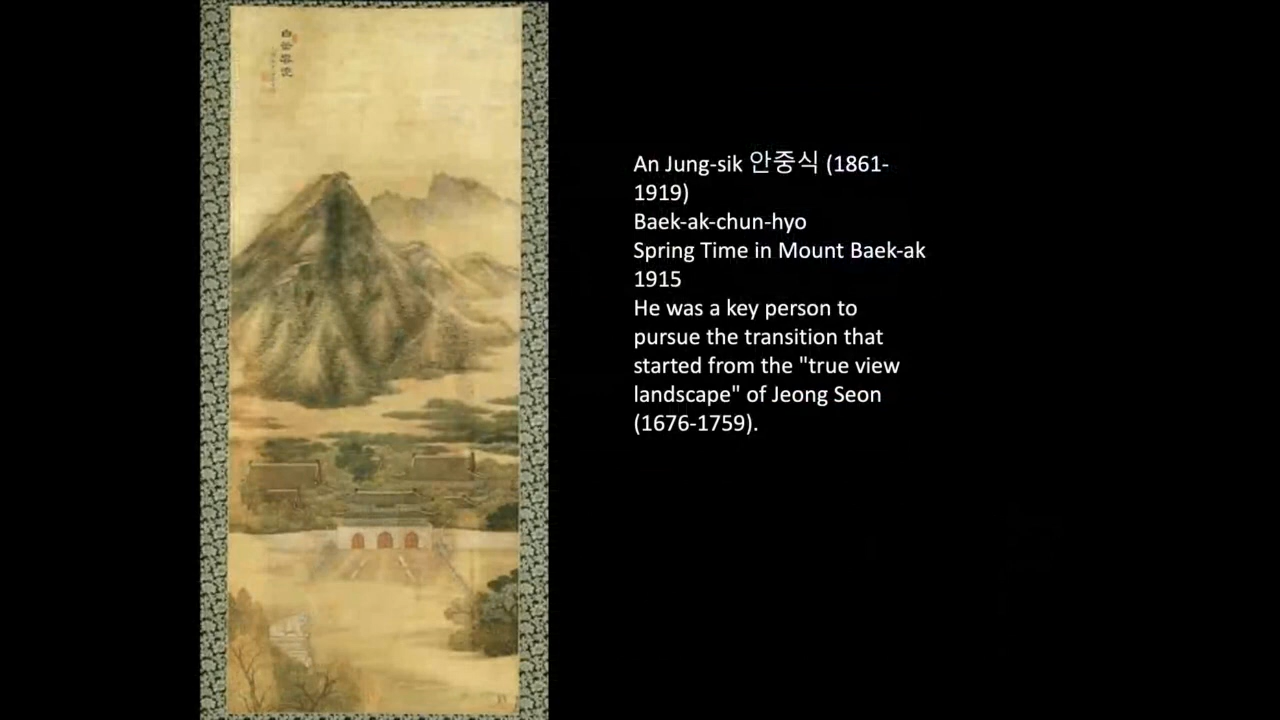 An Jung-sik 안중식 (1861-
1919)
Baek-ak-chun-hyo
Spring Time in Mount Baek-ak
1915
He was a key person to
pursue the transition that
started from the "true view
landscape" of Jeong Seon
(1676-1759).